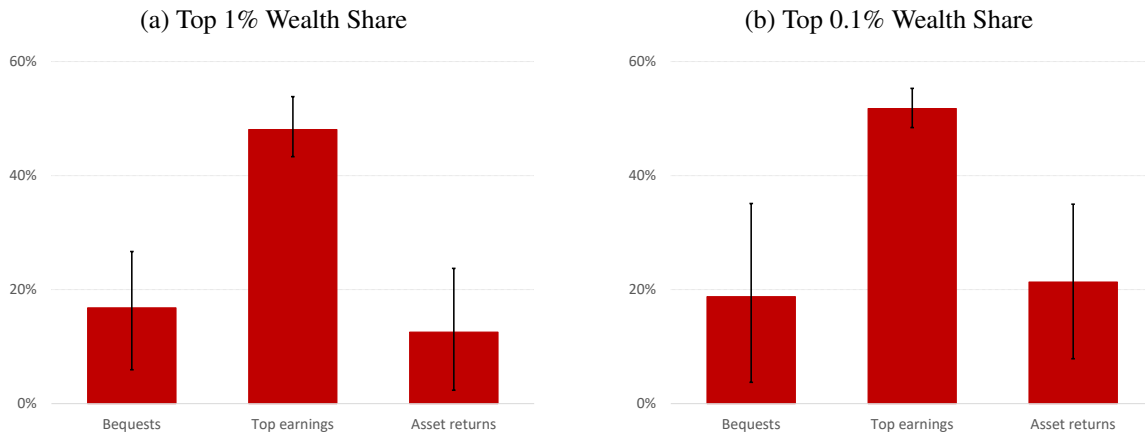 (a) Top 1% Wealth Share
60%
40%
20%
0%
Bequests
Top earnings
Asset returns
(b) Top 0.1% Wealth Share
60%
40%
20%
0%
Bequests
Top earnings
Asset returns